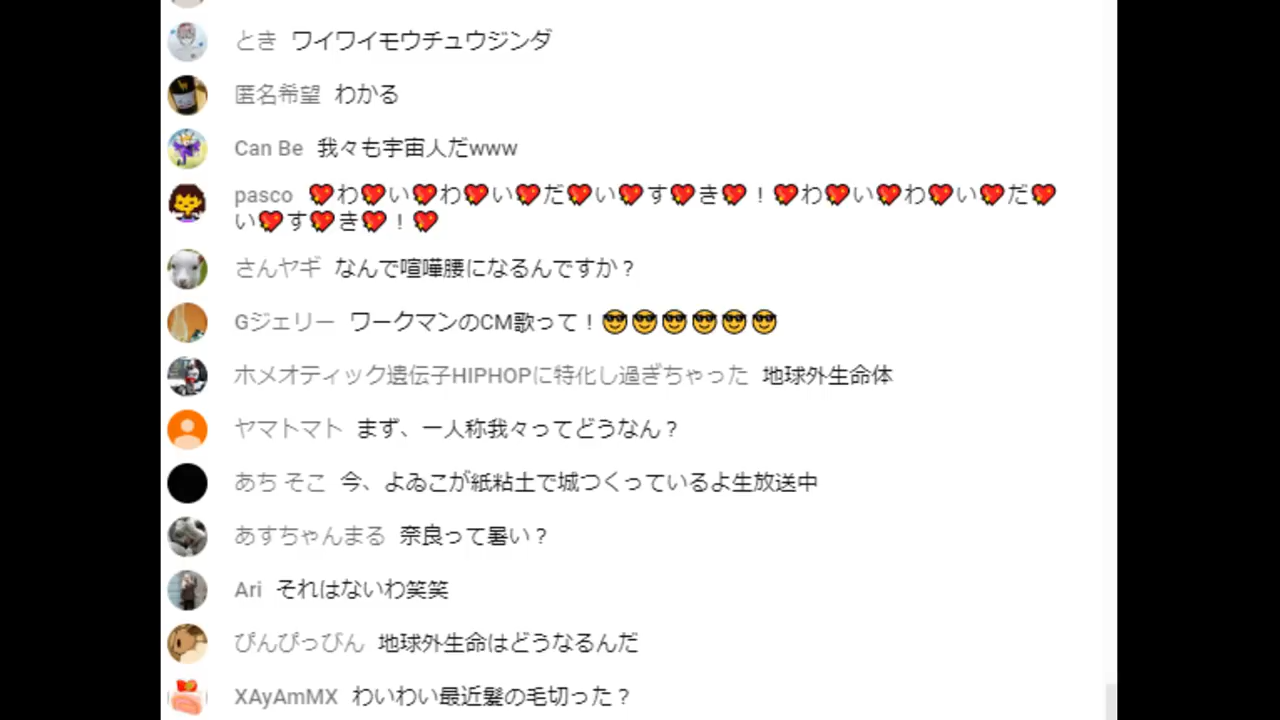 とき ワイワイモウチュウジンダ
匿名希望 わかる
Can Be 我々も宇宙人だwww
pasco 💖わ💖い💖わ💖い💖だ💖い💖す💖き💖！💖わ💖い💖わ💖い💖だ💖
い💖す💖き💖！💖
さんヤギ なんで喧嘩腰になるんですか？
Gジェリー ワークマンのCM歌って！😎😎😎😎😎😎
ホメオティック遺伝子HIPHOPに特化し過ぎちゃった 地球外生命体
ヤマトマト まず、一人称我々ってどうなん？
あち そこ 今、よゐこが紙粘土で城つくっているよ生放送中
あすちゃんまる 奈良って暑い？
Ari それはないわ笑笑
ぴんぴっぴん 地球外生命はどうなるんだ
XAyAmMX わいわい最近髪の毛切った？